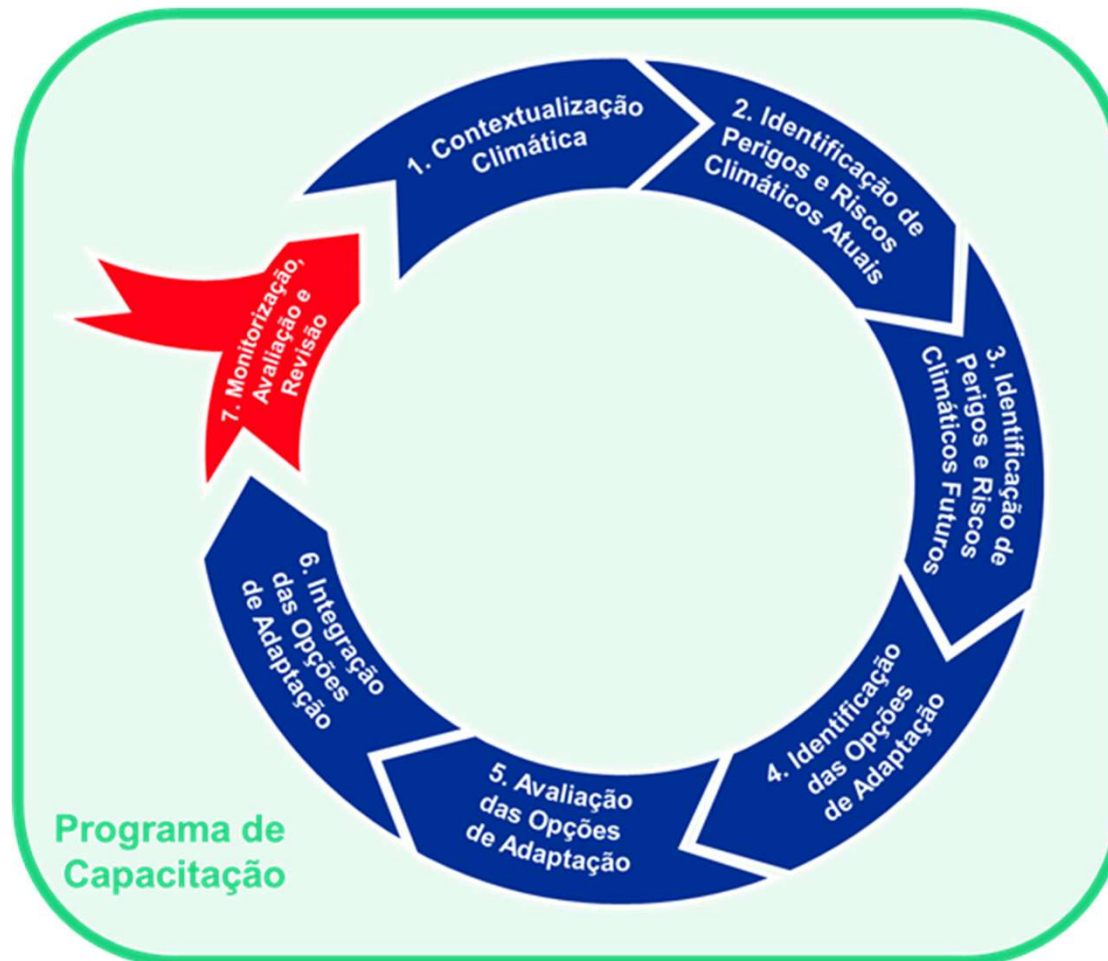 1. Contextualização
Climática
2. Identificação de
Perigos e Riscos
Climáticos Atuais
3. Identificação de
Perigos e Riscos
Climáticos Futuros
4. Identificação
das Opções
de Adaptação
5. Avaliação
das Opções
de Adaptação
6. Integração
das Opções
de Adaptação
7. Monitorização,
Avaliação e
Revisão
Programa de
Capacitação